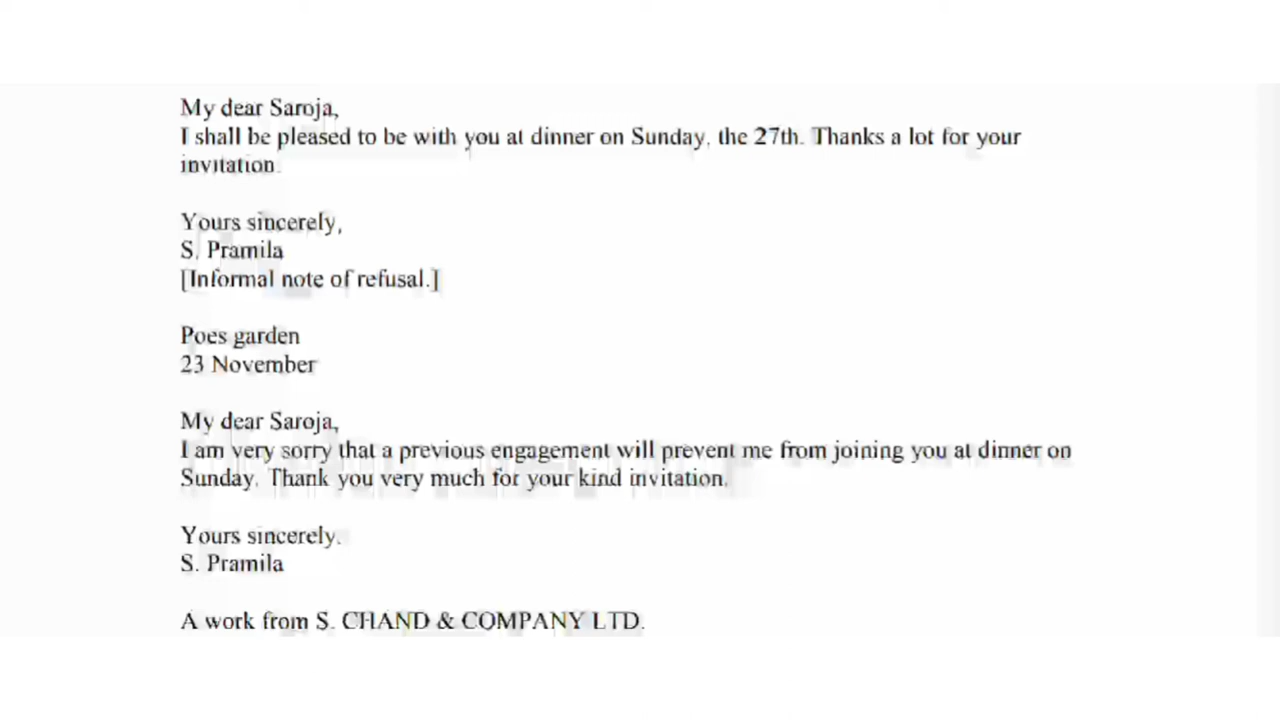 My dear Saroja,
I shall be pleased to be with you at dinner on Sunday, the 27th. Thanks a lot for your
invitation.
Yours sincerely,
S. Pramila
[Informal note of refusal.]
Poes garden
23 November
My dear Saroja,
I am very sorry that a previous engagement will prevent me from joining you at dinner on
Sunday. Thank you very much for your kind invitation.
Yours sincerely.
S. Pramila
A work from S. CHAND & COMPANY LTD.